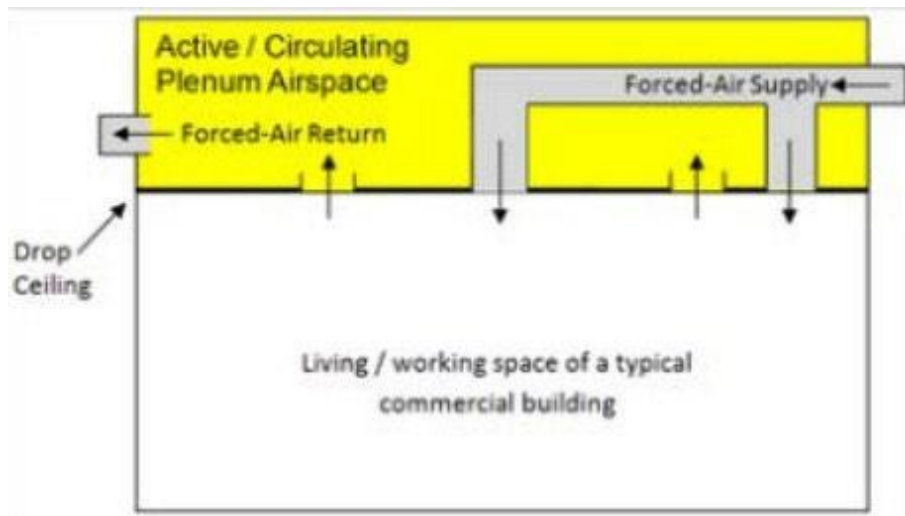 Active / Circulating
Plenum Airspace
Forced-Air Supply
Forced-Air Return
Drop
Ceiling
Living / working space of a typical
commercial building